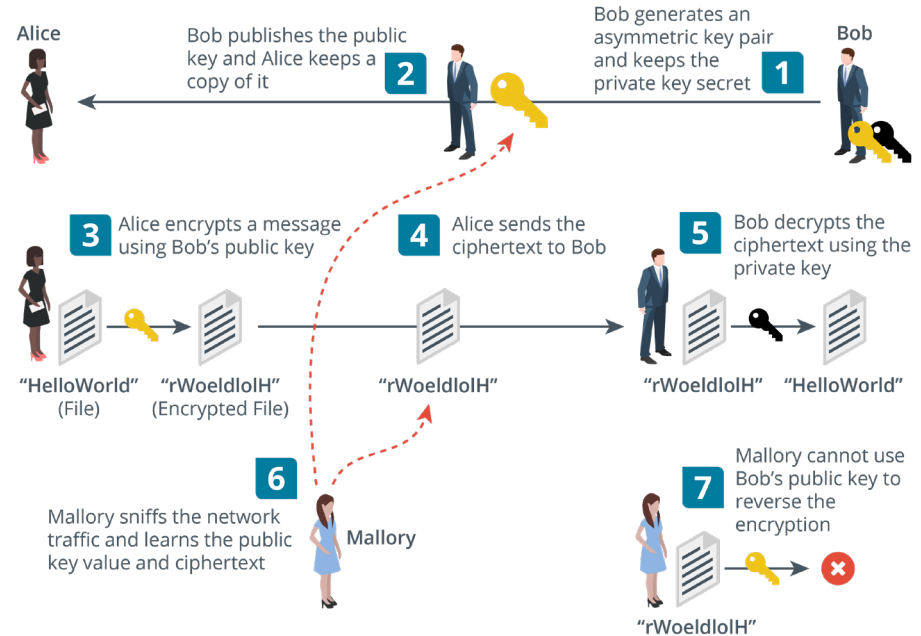 Alice
Bob publishes the public
key and Alice keeps a
copy of it
2
Bob generates an
asymmetric key pair
and keeps the
private key secret
1
Bob
3
Alice encrypts a message
using Bob's public key
4
Alice sends the
ciphertext to Bob
5
Bob decrypts the
ciphertext using the
private key
“HelloWorld”
(File)
“rWoeldlolH”
(Encrypted File)
“rWoeldlolH”
“rWoeldlolH”
“HelloWorld”
6
Mallory sniffs the network
traffic and learns the public
key value and ciphertext
Mallory
7
Mallory cannot use
Bob's public key to
reverse the
encryption
“rWoeldlolH”